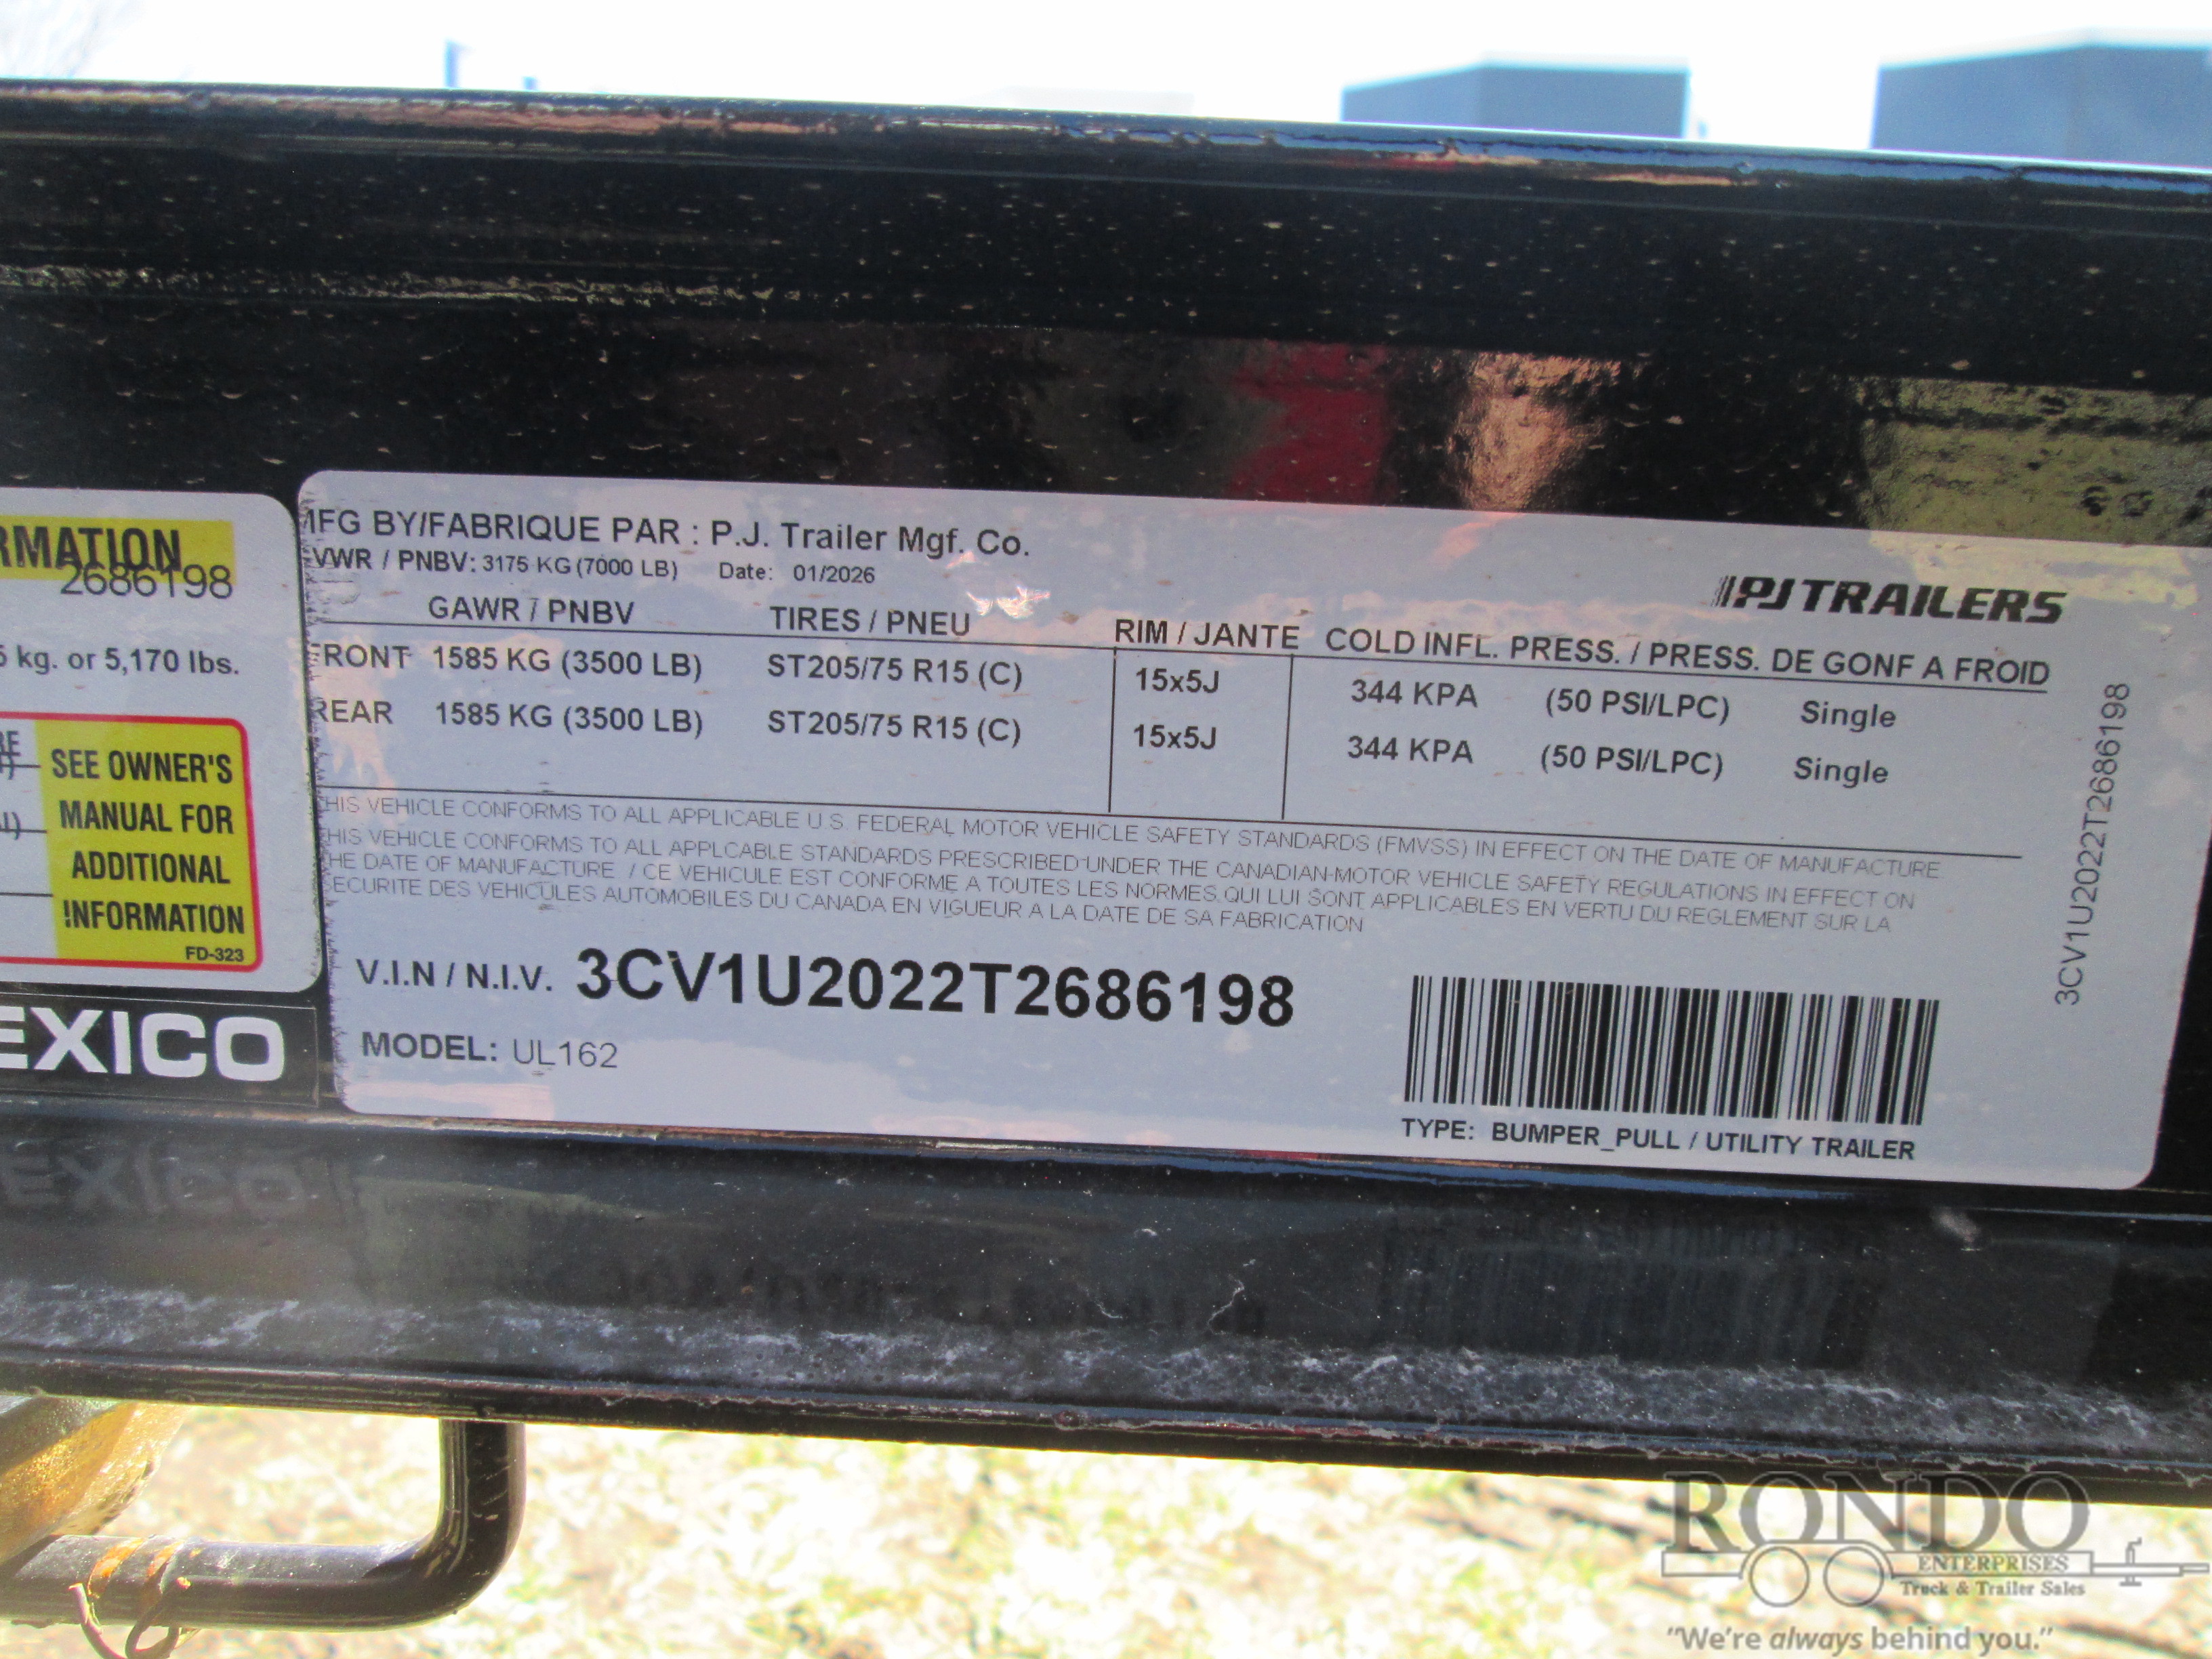 RMATION
2686198
kg. or 5,170 lbs.
SEE OWNER'S
MANUAL FOR
ADDITIONAL
INFORMATION
FD-323
EXICO
MFG BY/FABRIQUE PAR : P.J. Trailer Mgf. Co.
VWR / PNBV: 3175 KG (7000 LB) Date: 01/2026
PJ TRAILERS
GAWR / PNBV TIRES / PNEU RIM / JANTE COLD INFL. PRESS. / PRESS. DE GONF A FROID
FRONT 1585 KG (3500 LB) ST205/75 R15 (C) 15x5J 344 KPA (50 PSI/LPC) Single
REAR 1585 KG (3500 LB) ST205/75 R15 (C) 15x5J 344 KPA (50 PSI/LPC) Single
THIS VEHICLE CONFORMS TO ALL APPLICABLE U.S. FEDERAL MOTOR VEHICLE SAFETY STANDARDS (FMVSS) IN EFFECT ON THE DATE OF MANUFACTURE
THIS VEHICLE CONFORMS TO ALL APPLCABLE STANDARDS PRESCRIBED UNDER THE CANADIAN-MOTOR VEHICLE SAFETY REGULATIONS IN EFFECT ON
THE DATE OF MANUFACTURE / CE VEHICULE EST CONFORME A TOUTES LES NORMES QUI LUI SONT APPLICABLES EN VERTU DU REGLEMENT SUR LA
SECURITE DES VEHICULES AUTOMOBILES DU CANADA EN VIGUEUR A LA DATE DE SA FABRICATION
V.I.N / N.I.V. 3CV1U2022T2686198
MODEL: UL162
TYPE: BUMPER_PULL / UTILITY TRAILER
3CV1U2022T2686198
RONDO
ENTERPRISES
Truck & Trailer Sales
"We're always behind you."